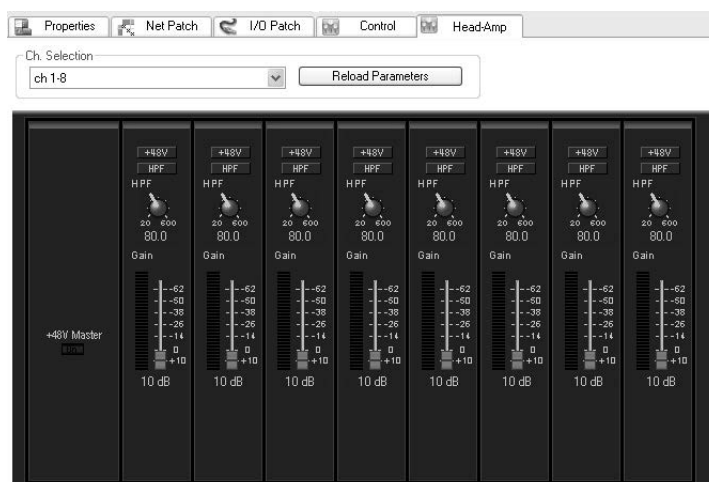 Properties Net Patch I/O Patch Control Head-Amp
Ch. Selection
ch 1-8 Reload Parameters
+48V +48V +48V +48V +48V +48V +48V +48V
HPF HPF HPF HPF HPF HPF HPF HPF
HPF HPF HPF HPF HPF HPF HPF HPF
20 600 20 600 20 600 20 600 20 600 20 600 20 600 20 600
80.0 80.0 80.0 80.0 80.0 80.0 80.0 80.0
Gain Gain Gain Gain Gain Gain Gain Gain
-62 -62 -62 -62 -62 -62 -62 -62
-50 -50 -50 -50 -50 -50 -50 -50
-38 -38 -38 -38 -38 -38 -38 -38
-26 -26 -26 -26 -26 -26 -26 -26
+48V Master -14 -14 -14 -14 -14 -14 -14 -14
0 0 0 0 0 0 0 0
+10 +10 +10 +10 +10 +10 +10 +10
10 dB 10 dB 10 dB 10 dB 10 dB 10 dB 10 dB 10 dB